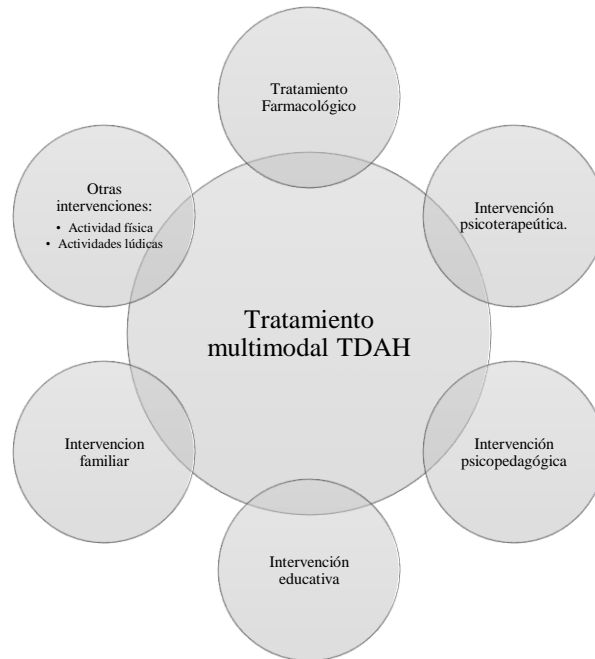 Tratamiento
Farmacológico
Intervención
psicoterapeútica.
Intervención
psicopedagógica
Intervención
educativa
Intervencion
familiar
Otras
intervenciones:
• Actividad física
• Actividades lúdicas
Tratamiento
multimodal TDAH